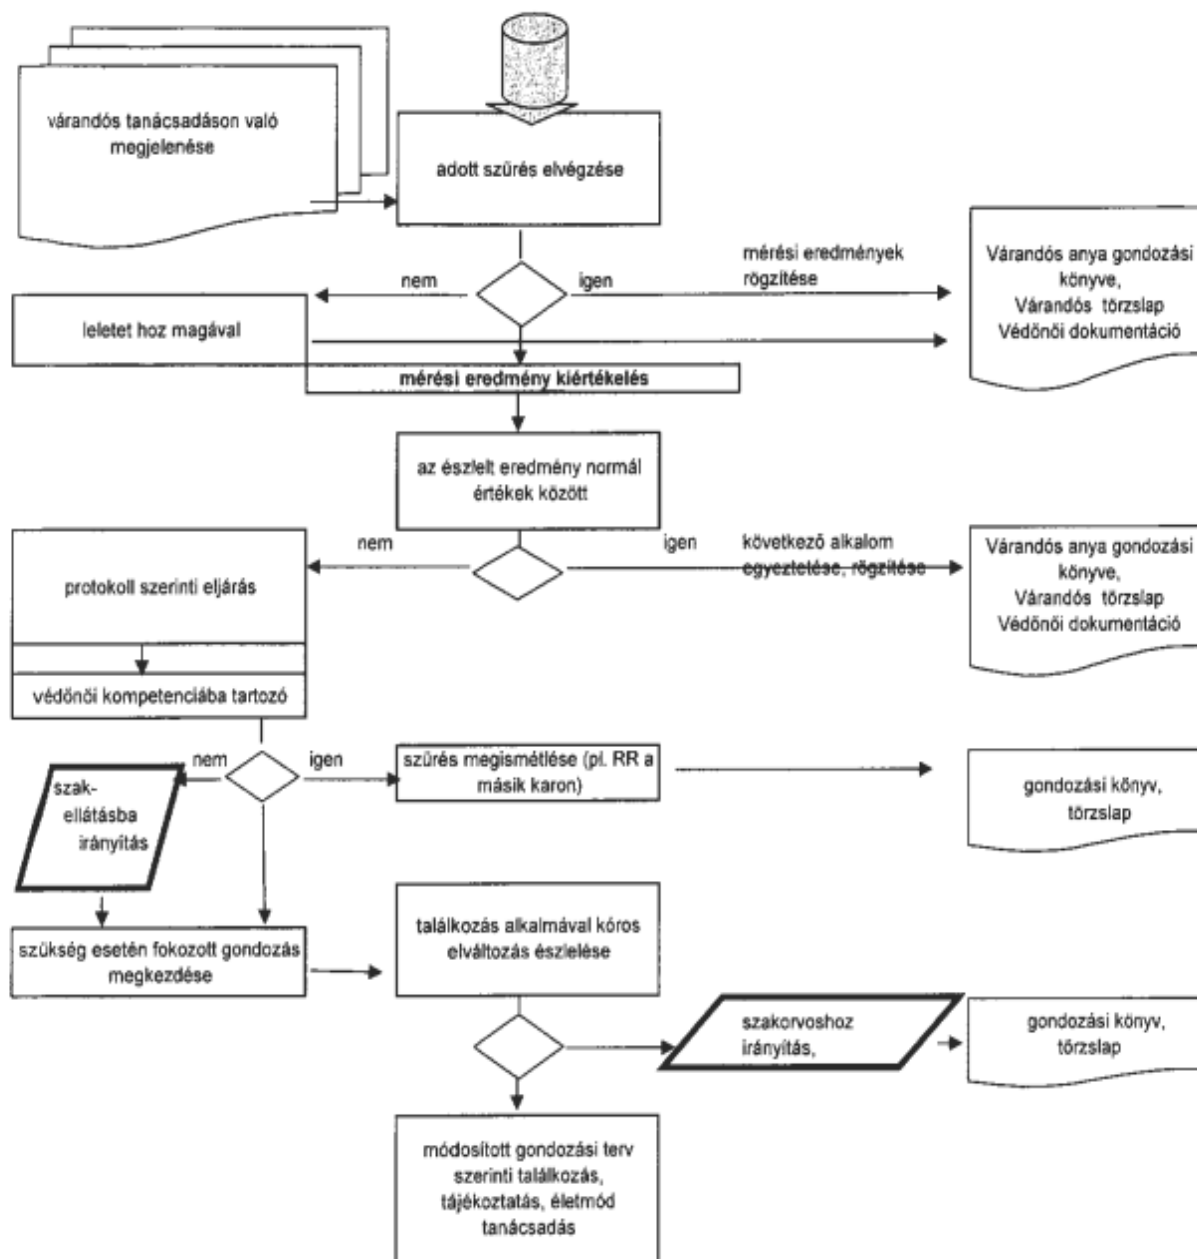 várandós tanácsadáson való
megjelenése
adott szűrés elvégzése
nem
igen
mérési eredmények
rögzítése
Várandós anya gondozási
könyve,
Várandós törzslap
Védőnői dokumentáció
leletet hoz magával
mérési eredmény kiértékelés
az észlelt eredmény normál
értékek között
nem
igen
következő alkalom
egyeztetése, rögzítése
Várandós anya gondozási
könyve,
Várandós törzslap
Védőnői dokumentáció
protokoll szerinti eljárás
védőnői kompetenciába tartozó
nem
igen
szűrés megismétlése (pl. RR a
másik karon)
gondozási könyv,
törzslap
szak-
ellátásba
irányítás
szükség esetén fokozott gondozás
megkezdése
találkozás alkalmával kóros
elváltozás észlelése
szakorvoshoz
irányítás,
gondozási könyv,
törzslap
módosított gondozási terv
szerinti találkozás,
tájékoztatás, életmód
tanácsadás